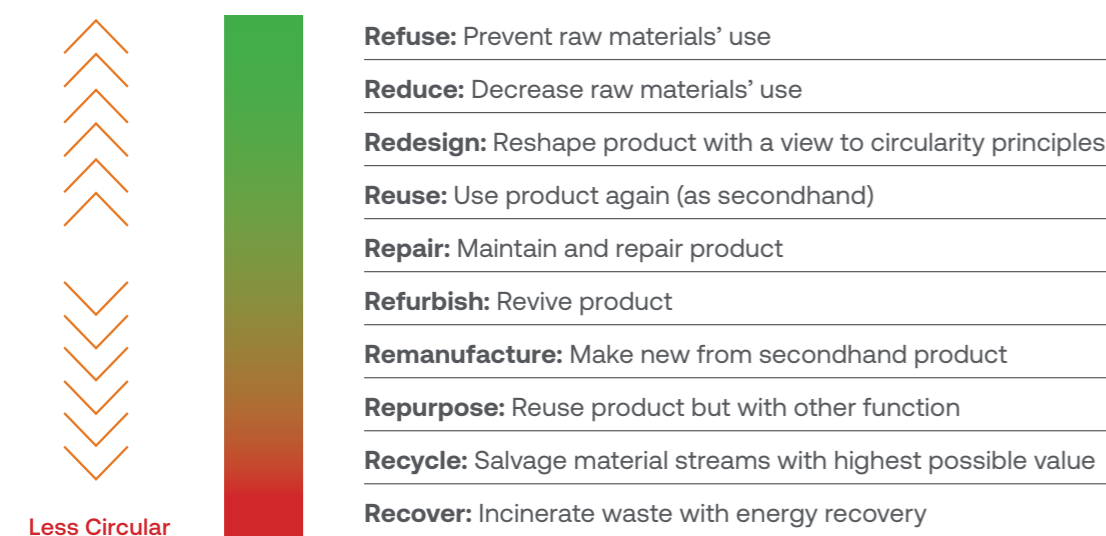 Refuse: Prevent raw materials’ use
Reduce: Decrease raw materials’ use
Redesign: Reshape product with a view to circularity principles
Reuse: Use product again (as secondhand)
Repair: Maintain and repair product
Refurbish: Revive product
Remanufacture: Make new from secondhand product
Repurpose: Reuse product but with other function
Recycle: Salvage material streams with highest possible value
Recover: Incinerate waste with energy recovery
Less Circular